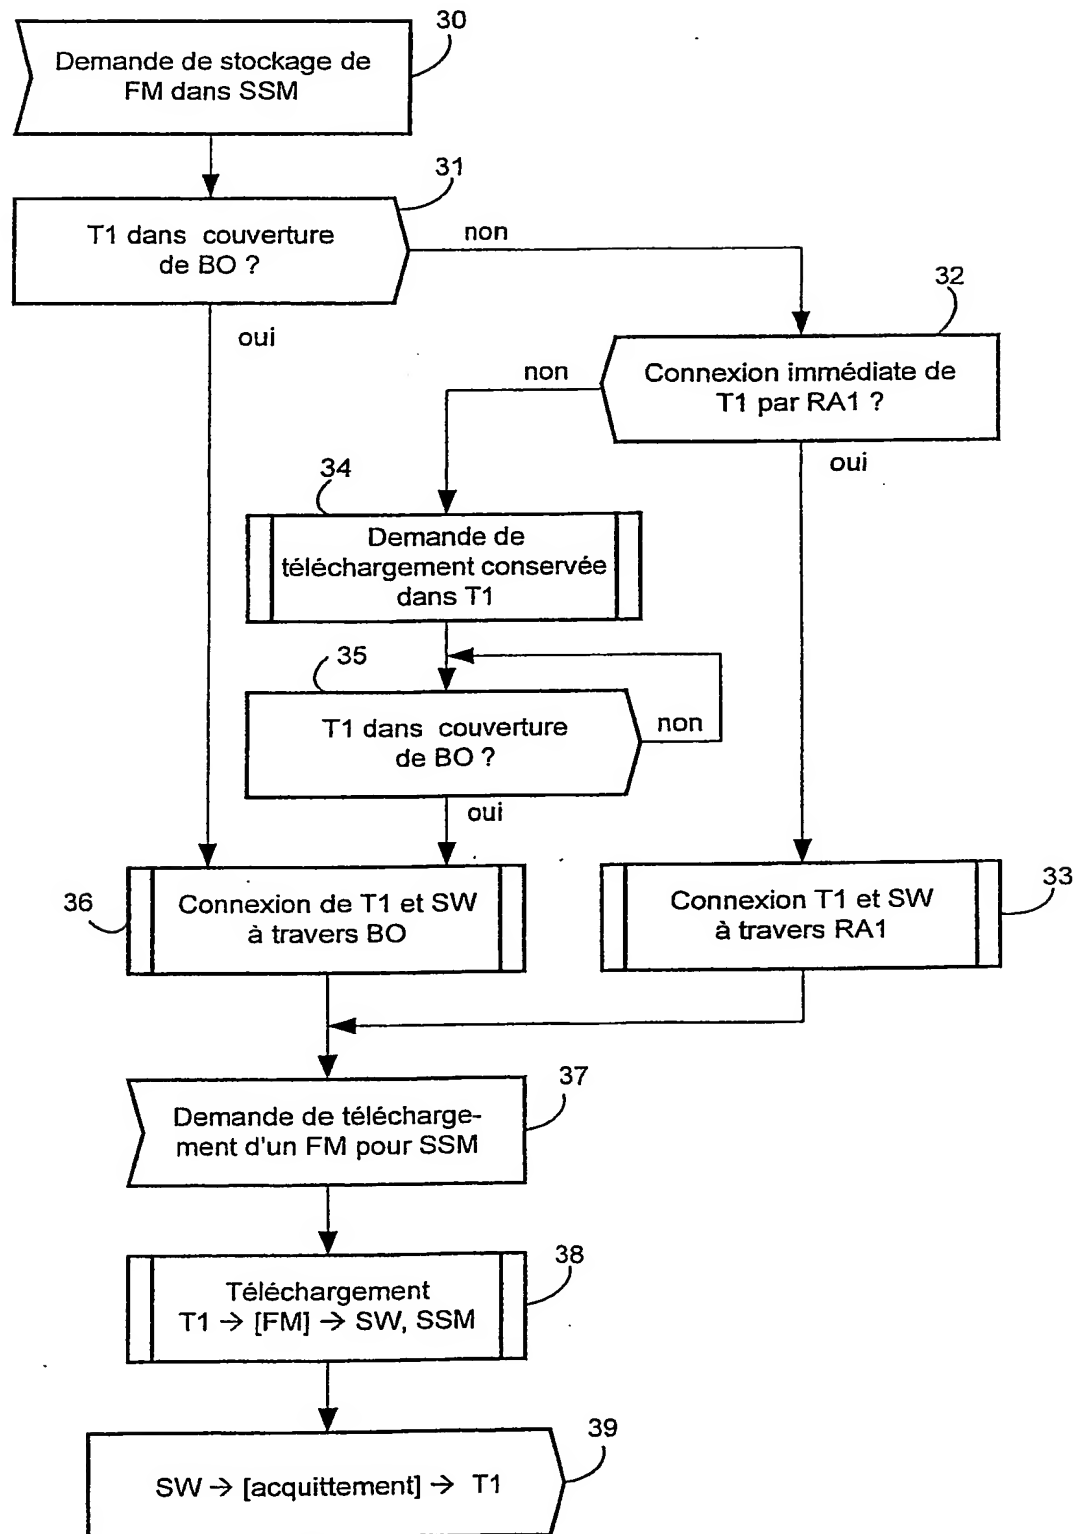 30
Demande de stockage de
FM dans SSM
31
T1 dans couverture
de BO ?
non
oui
32
Connexion immédiate de
T1 par RA1 ?
non
oui
34
Demande de
téléchargement conservée
dans T1
35
T1 dans couverture
de BO ?
non
oui
36
Connexion de T1 et SW
à travers BO
33
Connexion T1 et SW
à travers RA1
37
Demande de télécharge-
ment d'un FM pour SSM
38
Téléchargement
T1 → [FM] → SW, SSM
39
SW → [acquittement] → T1